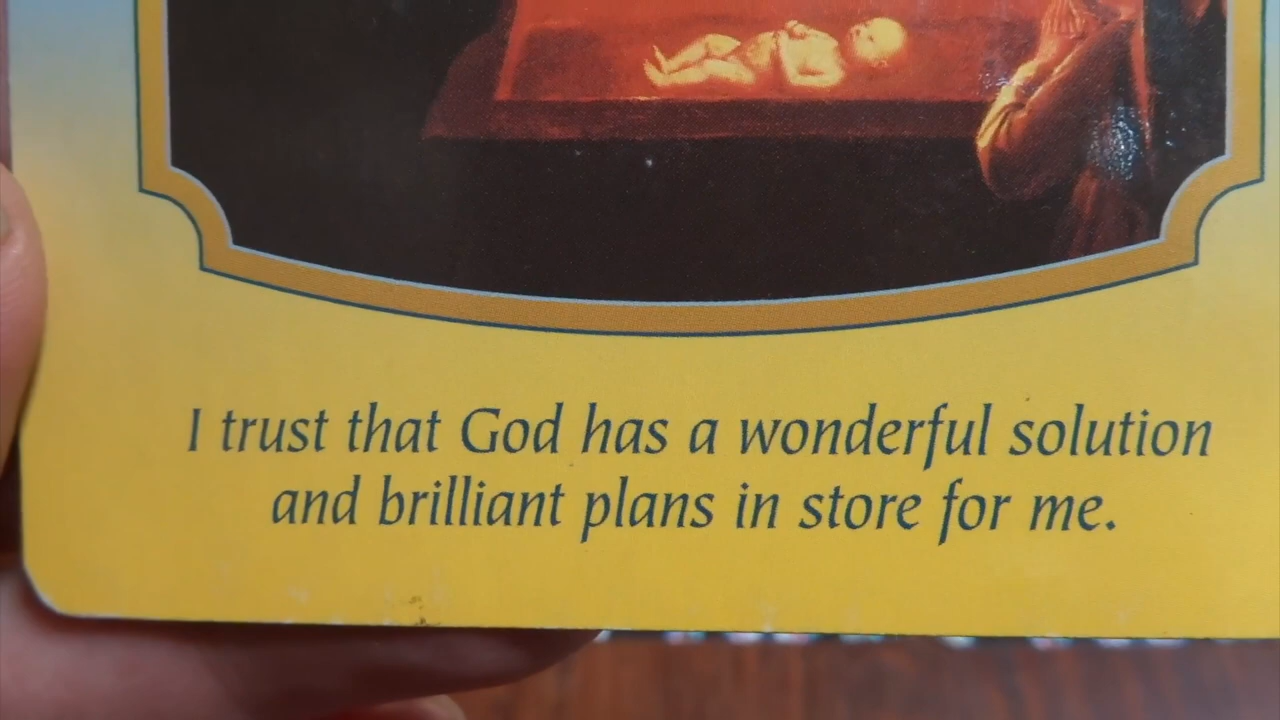 I trust that God has a wonderful solution
and brilliant plans in store for me.